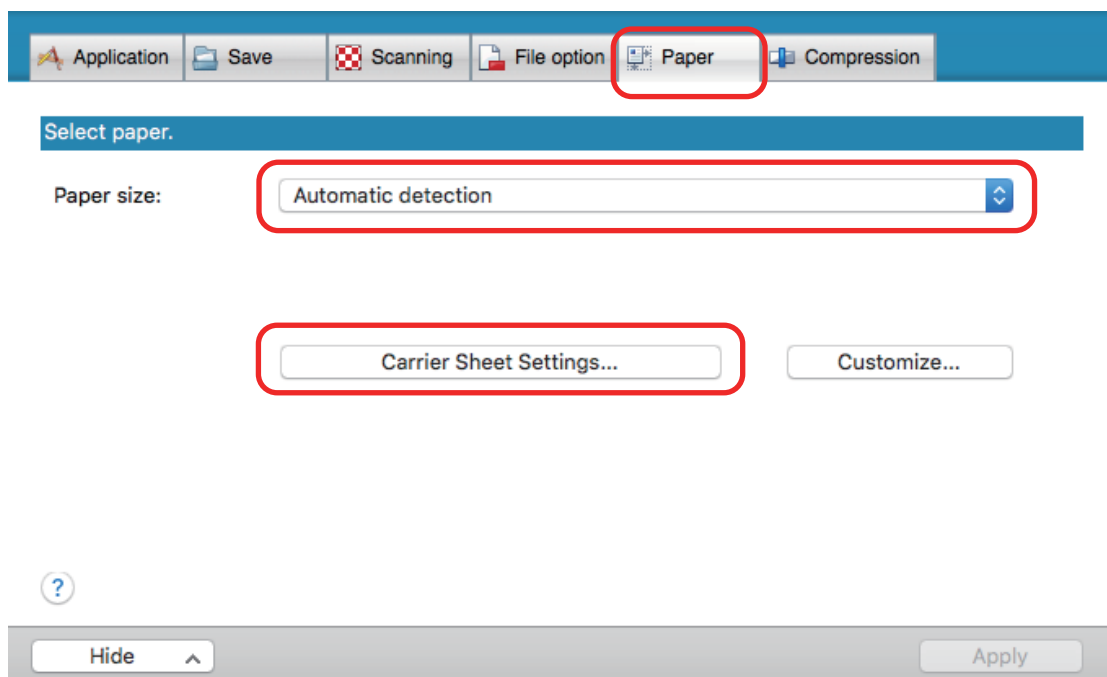 Application Save Scanning File option Paper Compression
Select paper.
Paper size: Automatic detection
Carrier Sheet Settings... Customize...
?
Hide Apply